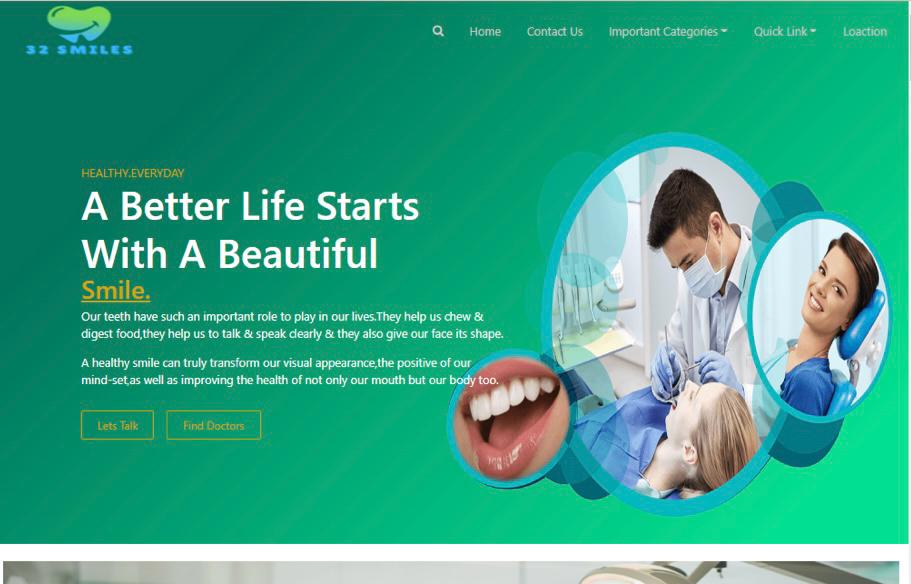 32 SMILES
Home Contact Us Important Categories Quick Link Loaction
HEALTHY.EVERYDAY
A Better Life Starts
With A Beautiful
Smile.
Our teeth have such an important role to play in our lives.They help us chew &
digest food,they help us to talk & speak clearly & they also give our face its shape.
A healthy smile can truly transform our visual appearance,the positive of our
mind-set,as well as improving the health of not only our mouth but our body too.
Lets Talk Find Doctors